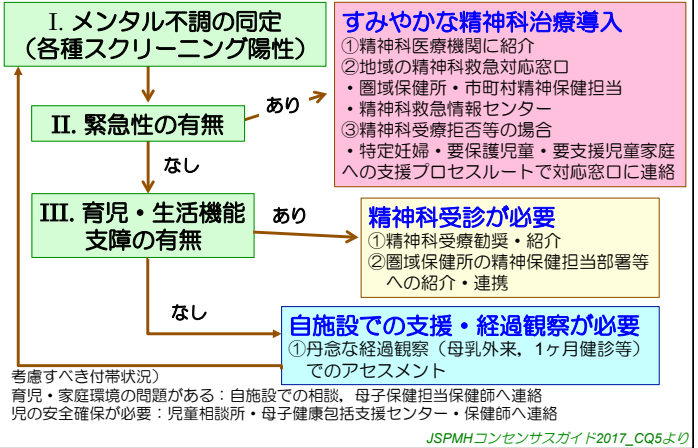 I. メンタル不調の同定
（各種スクリーニング陽性）
すみやかな精神科治療導入
①精神科医療機関に紹介
②地域の精神科救急対応窓口
・圏域保健所・市町村精神保健担当
・精神科救急情報センター
③精神科受療拒否等の場合
・特定妊婦・要保護児童・要支援児童家庭
への支援プロセスルートで対応窓口に連絡
あり
II. 緊急性の有無
なし
III. 育児・生活機能
支障の有無
あり
精神科受診が必要
①精神科受療勧奨・紹介
②圏域保健所の精神保健担当部署等
への紹介・連携
なし
自施設での支援・経過観察が必要
①丹念な経過観察（母乳外来，1ヶ月健診等）
でのアセスメント
考慮すべき付帯状況）
育児・家庭環境の問題がある：自施設での相談，母子保健担当保健師へ連絡
児の安全確保が必要：児童相談所・母子健康包括支援センター・保健師へ連絡
JSPMHコンセンサスガイド2017_CQ5より